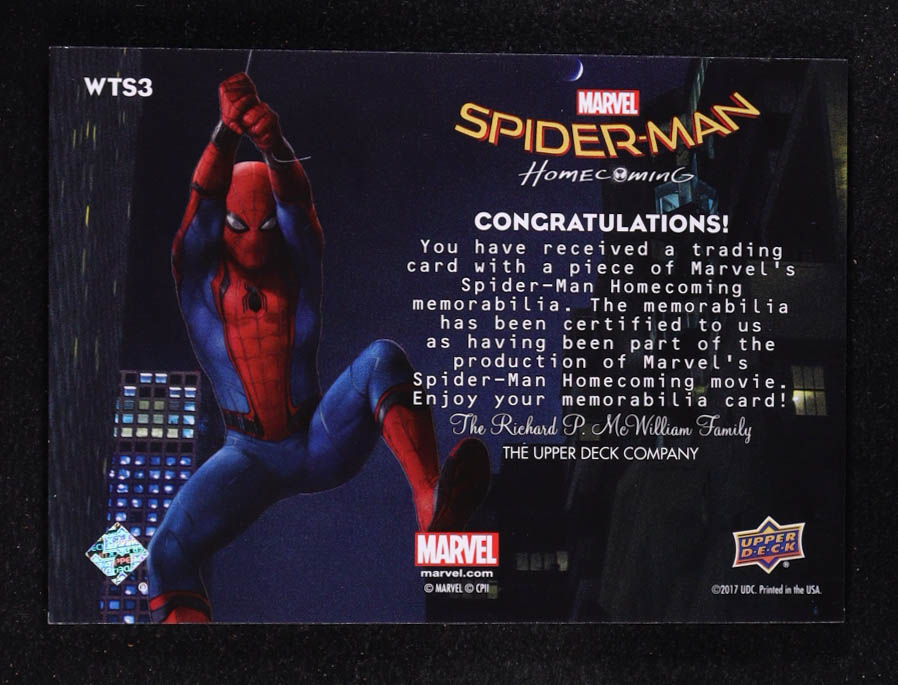 WTS3
MARVEL
SPIDER-MAN
HOMECOMING
CONGRATULATIONS!
You have received a trading
card with a piece of Marvel's
Spider-Man Homecoming
memorabilia. The memorabilia
has been certified to us
as having been part of the
production of Marvel's
Spider-Man Homecoming movie.
Enjoy your memorabilia card!
The Richard P. McWilliam Family
THE UPPER DECK COMPANY
MARVEL
marvel.com
© MARVEL © CPII
UPPER
D•E•C•K
®
©2017 UDC. Printed in the USA.